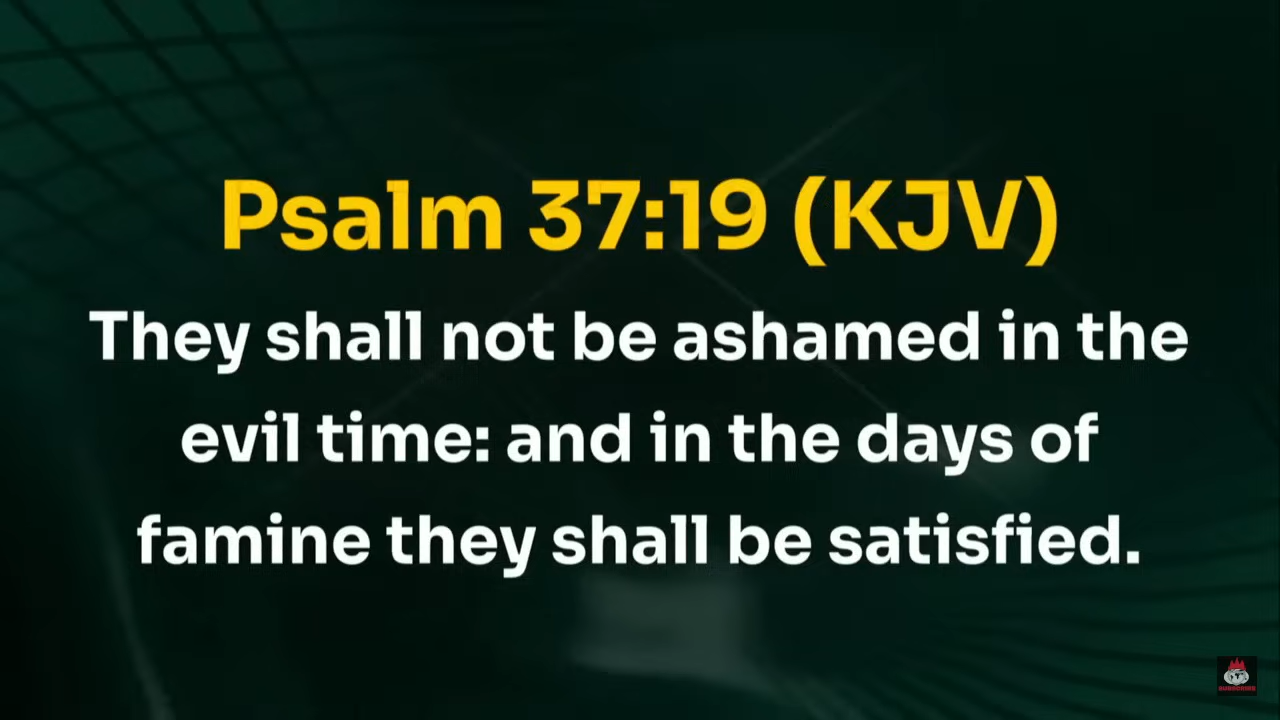 Psalm 37:19 (KJV)
They shall not be ashamed in the
evil time: and in the days of
famine they shall be satisfied.
SUBSCRIBE